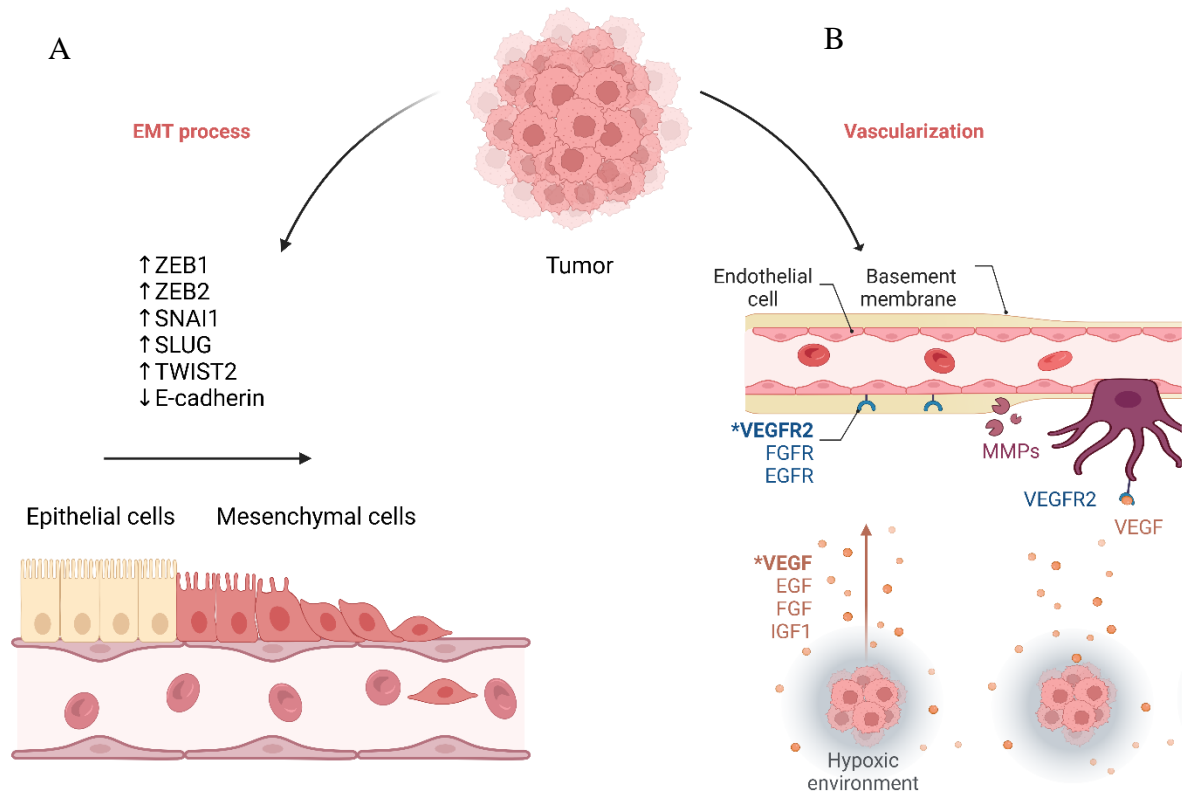 A
B
EMT process
Vascularization
↑ZEB1
↑ZEB2
↑SNAI1
↑SLUG
↑TWIST2
↓E-cadherin
Tumor
Endothelial
cell
Basement
membrane
*VEGFR2
FGFR
EGFR
MMPs
VEGFR2
VEGF
Epithelial cells
Mesenchymal cells
*VEGF
EGF
FGF
IGF1
Hypoxic
environment